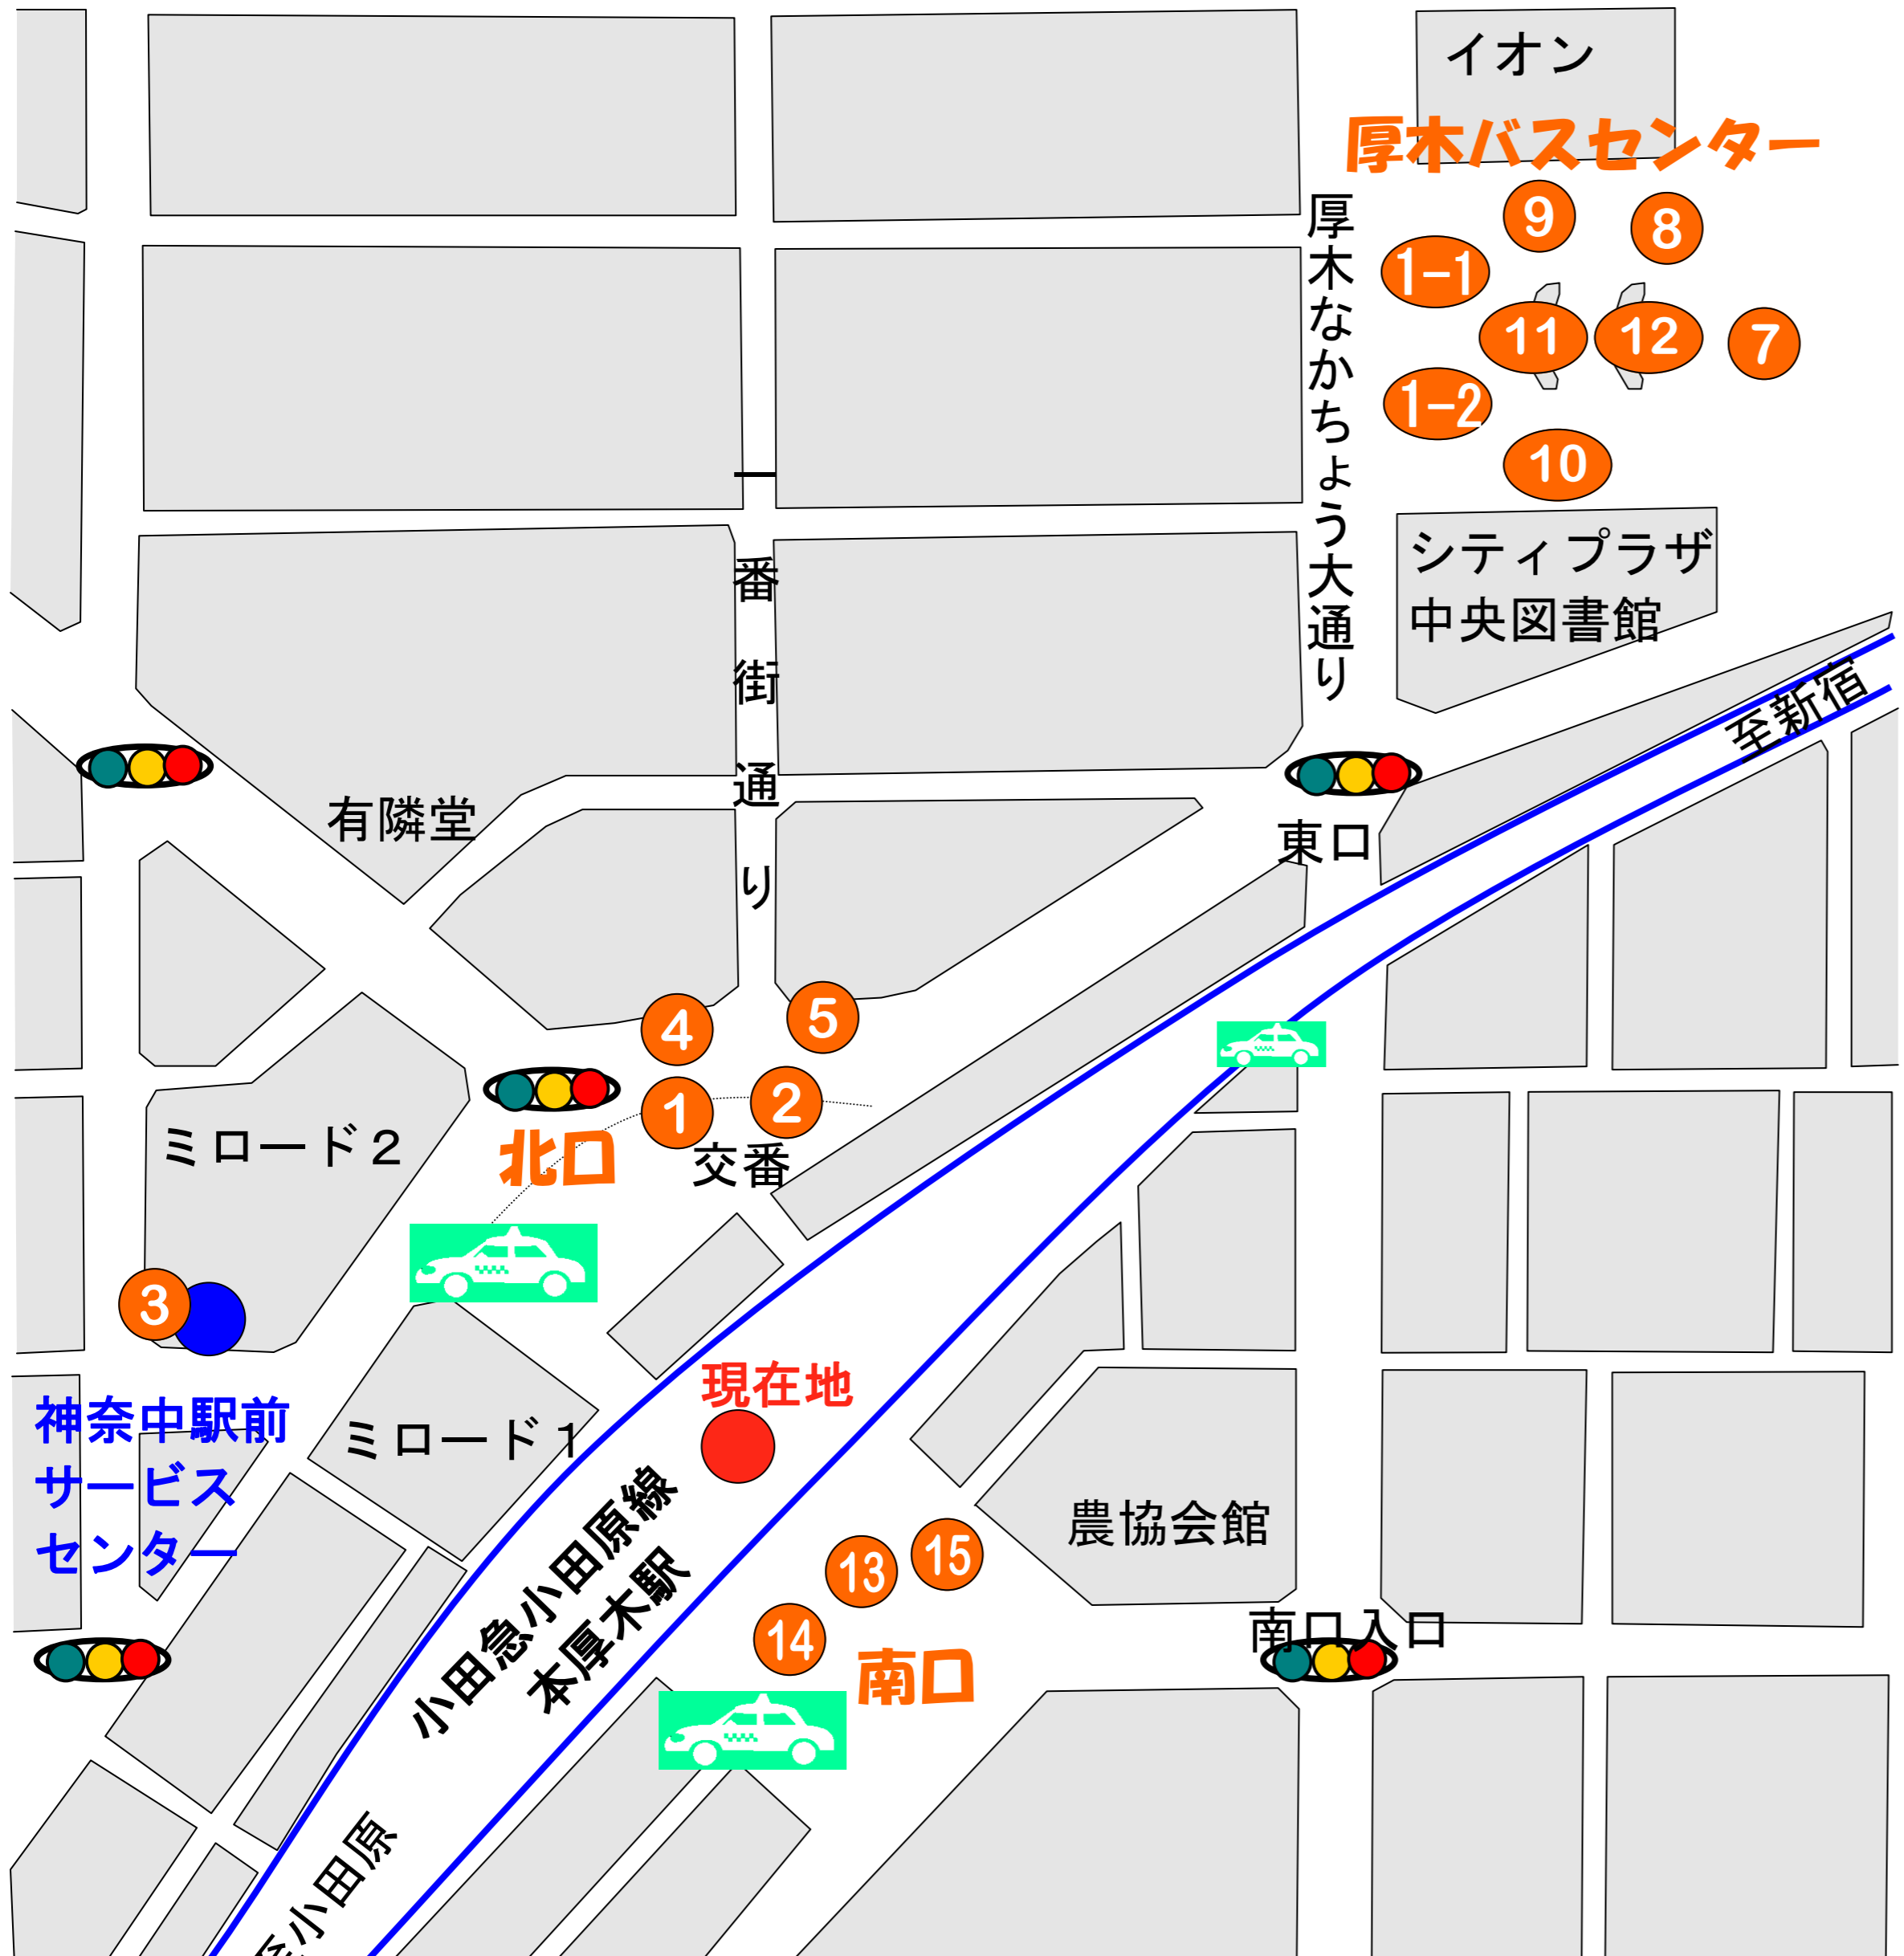 イオン
厚木バスセンター
9
8
1-1
11
12
7
1-2
10
厚木なかちょう大通り
シティプラザ
中央図書館
一番街通り
至新宿
有隣堂
東口
4
5
1
2
北口
交番
ミロード2
3
現在地
神奈中駅前
サービス
センター
ミロード1
小田急小田原線
本厚木駅
農協会館
13
15
14
南口
南口入口
至小田原